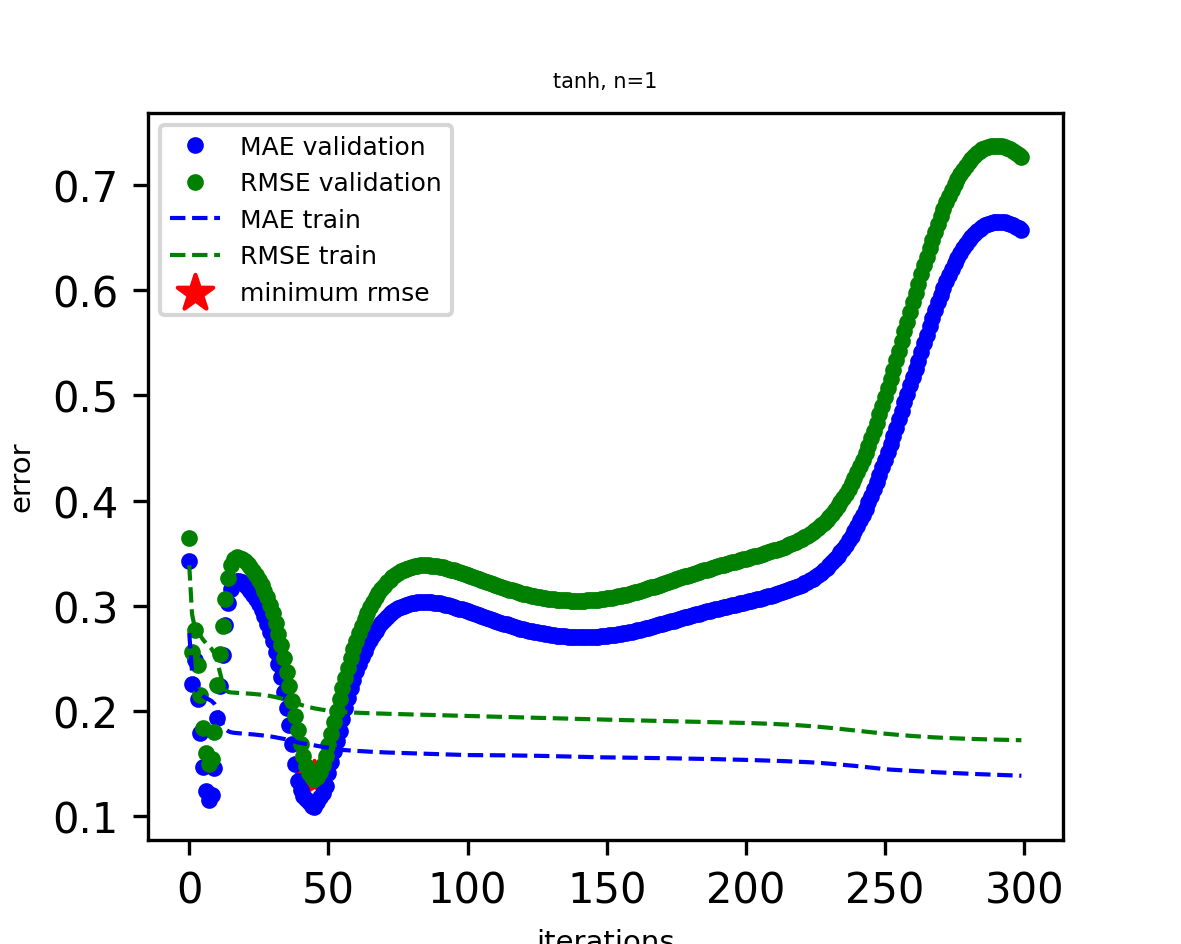 tanh, n=1
MAE validation
RMSE validation
MAE train
RMSE train
minimum rmse
error
0.7
0.6
0.5
0.4
0.3
0.2
0.1
0 50 100 150 200 250 300
iterations